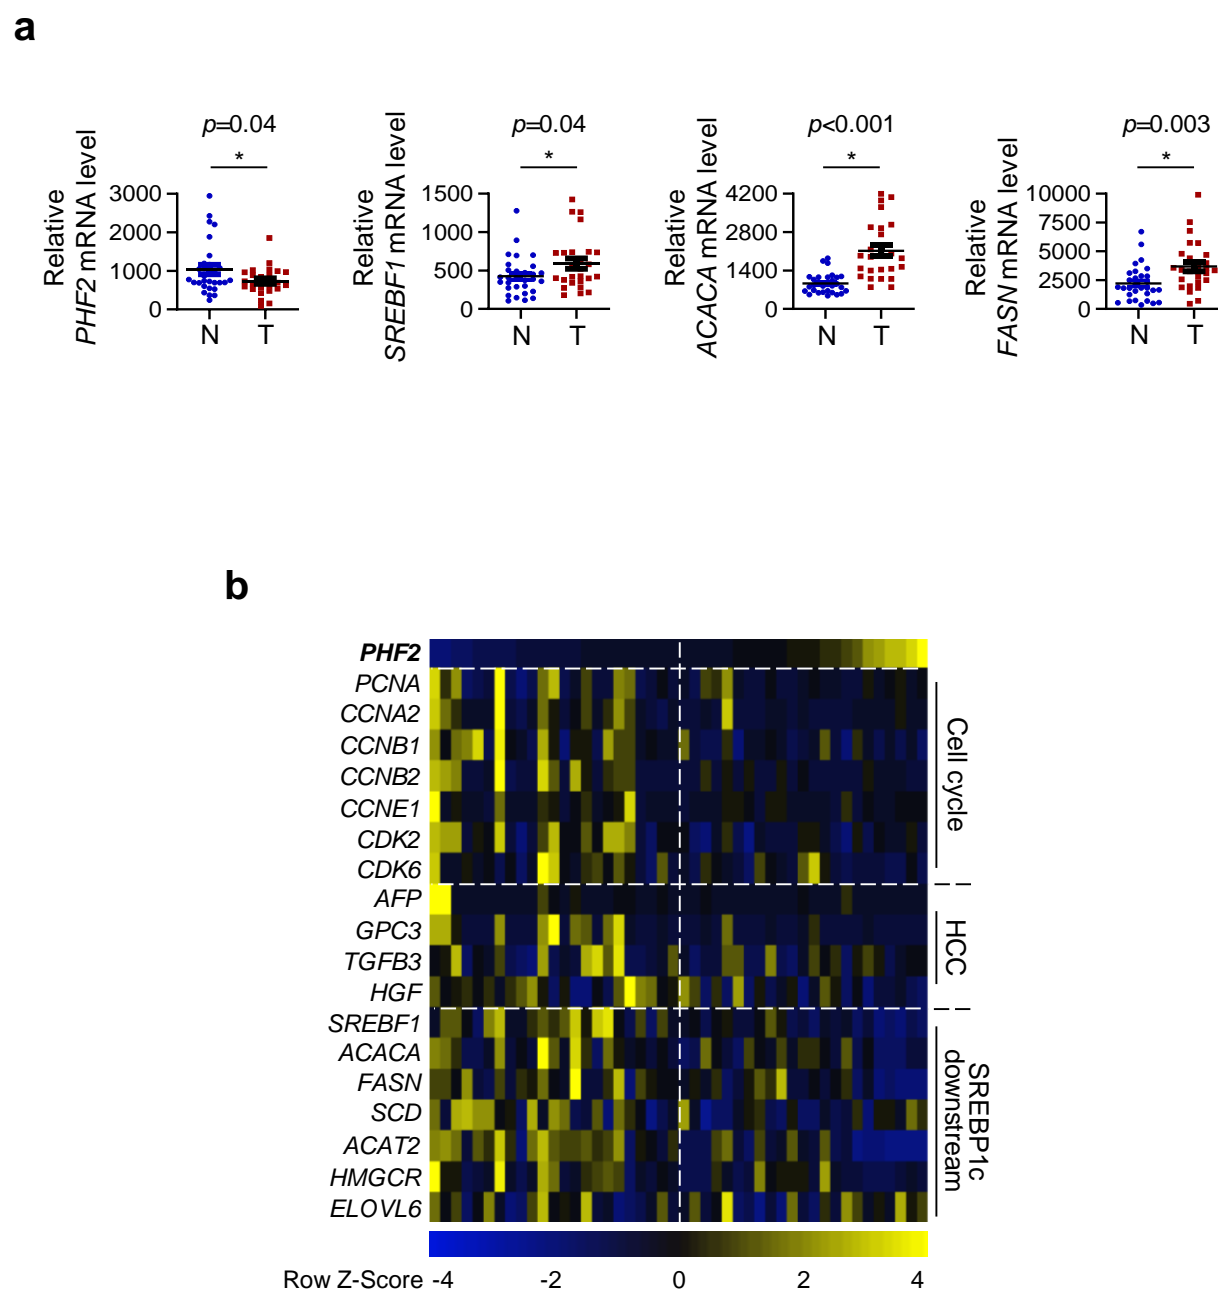 a
p=0.04
*
Relative
PHF2 mRNA level
3000
2000
1000
0
N T
p=0.04
*
Relative
SREBF1 mRNA level
1500
1000
500
0
N T
p<0.001
*
Relative
ACACA mRNA level
4200
2800
1400
0
N T
p=0.003
*
Relative
FASN mRNA level
10000
7500
5000
2500
0
N T
b
PHF2
PCNA
CCNA2
CCNB1
CCNB2
CCNE1
CDK2
CDK6
AFP
GPC3
TGFB3
HGF
SREBF1
ACACA
FASN
SCD
ACAT2
HMGCR
ELOVL6
Cell cycle
HCC
SREBP1c
downstream
Row Z-Score -4 -2 0 2 4